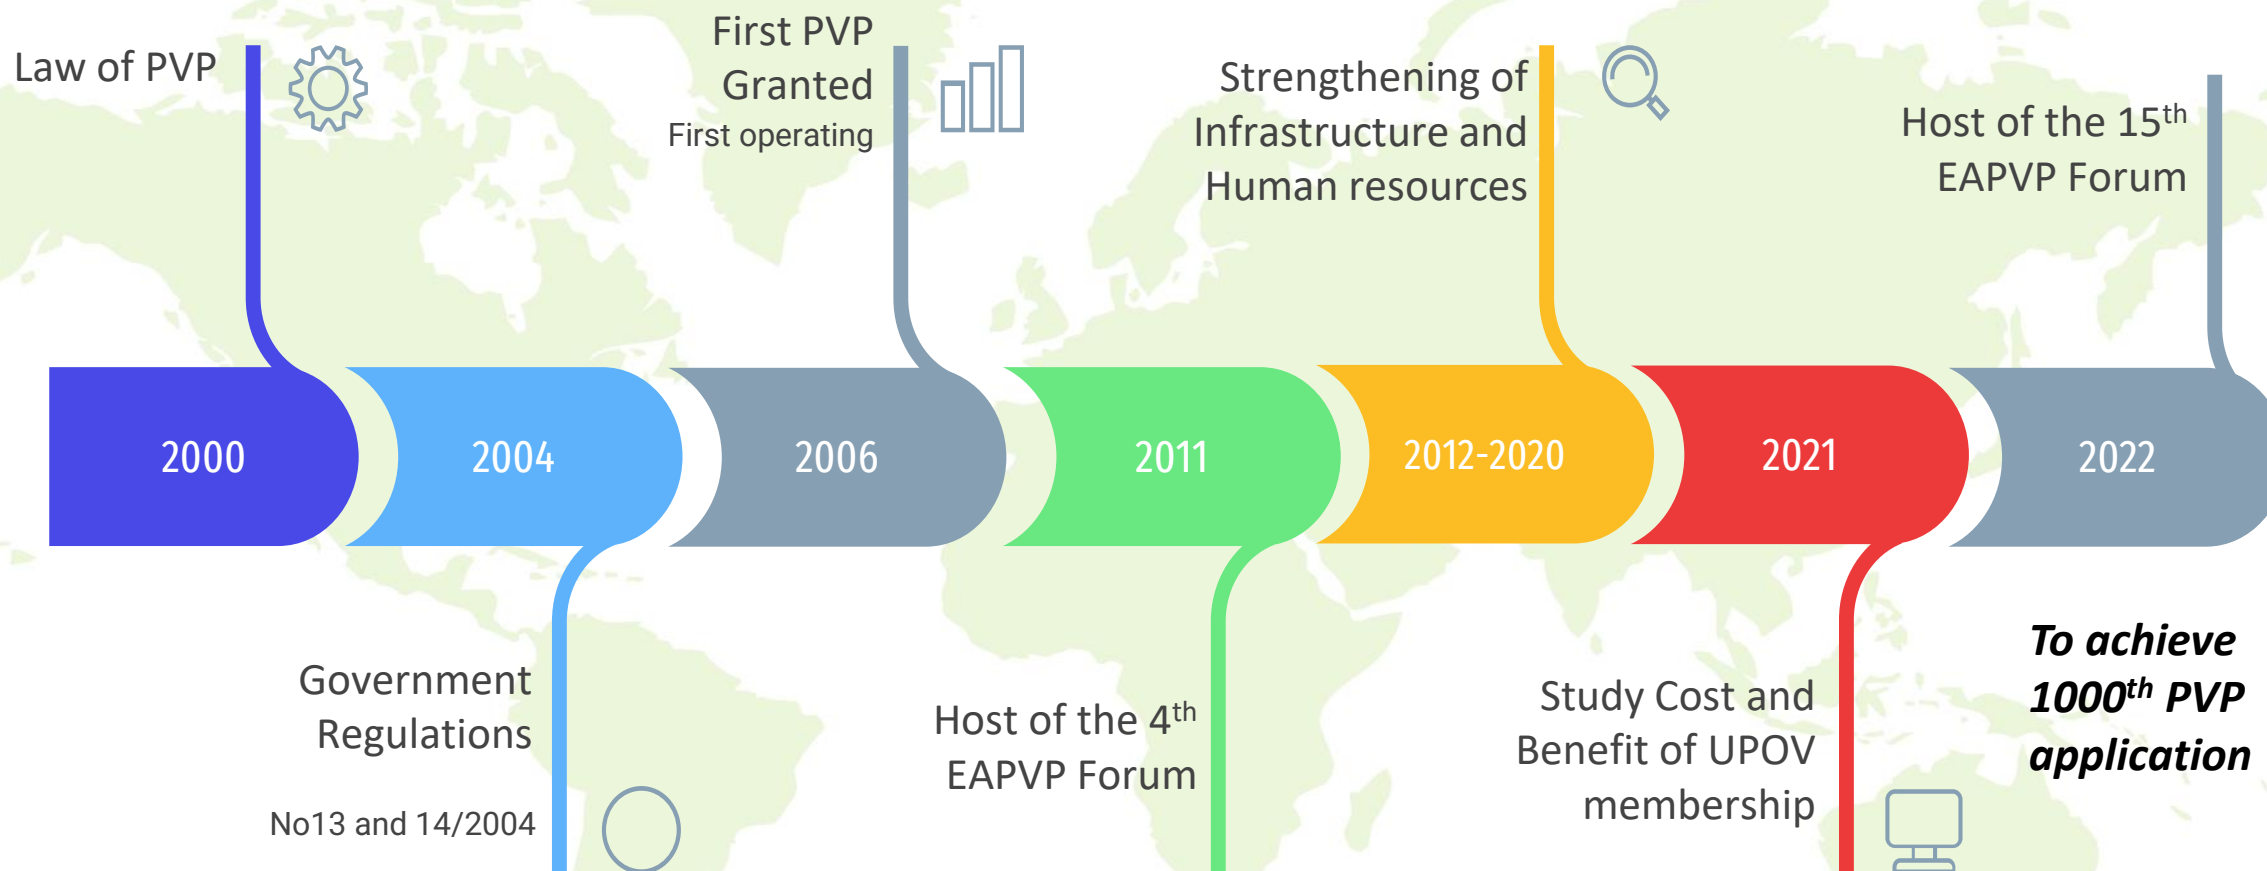 Law of PVP
First PVP
Granted
First operating
Strengthening of
Infrastructure and
Human resources
Host of the 15th
EAPVP Forum
2000
2004
2006
2011
2012-2020
2021
2022
Government
Regulations
No13 and 14/2004
Host of the 4th
EAPVP Forum
Study Cost and
Benefit of UPOV
membership
To achieve
1000th PVP
application